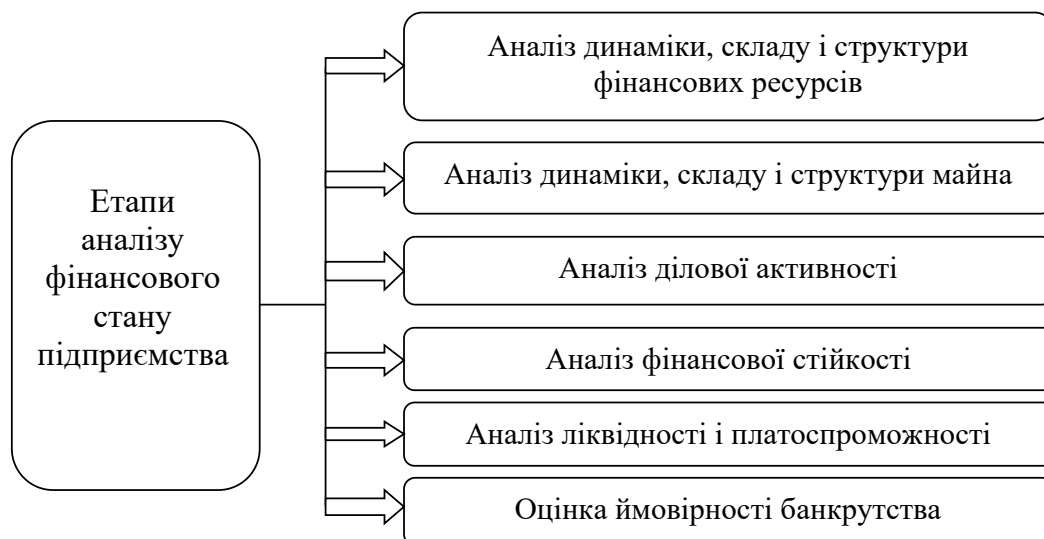 Етапи
аналізу
фінансового
стану
підприємства
Аналіз динаміки, складу і структури
фінансових ресурсів
Аналіз динаміки, складу і структури майна
Аналіз ділової активності
Аналіз фінансової стійкості
Аналіз ліквідності і платоспроможності
Оцінка ймовірності банкрутства